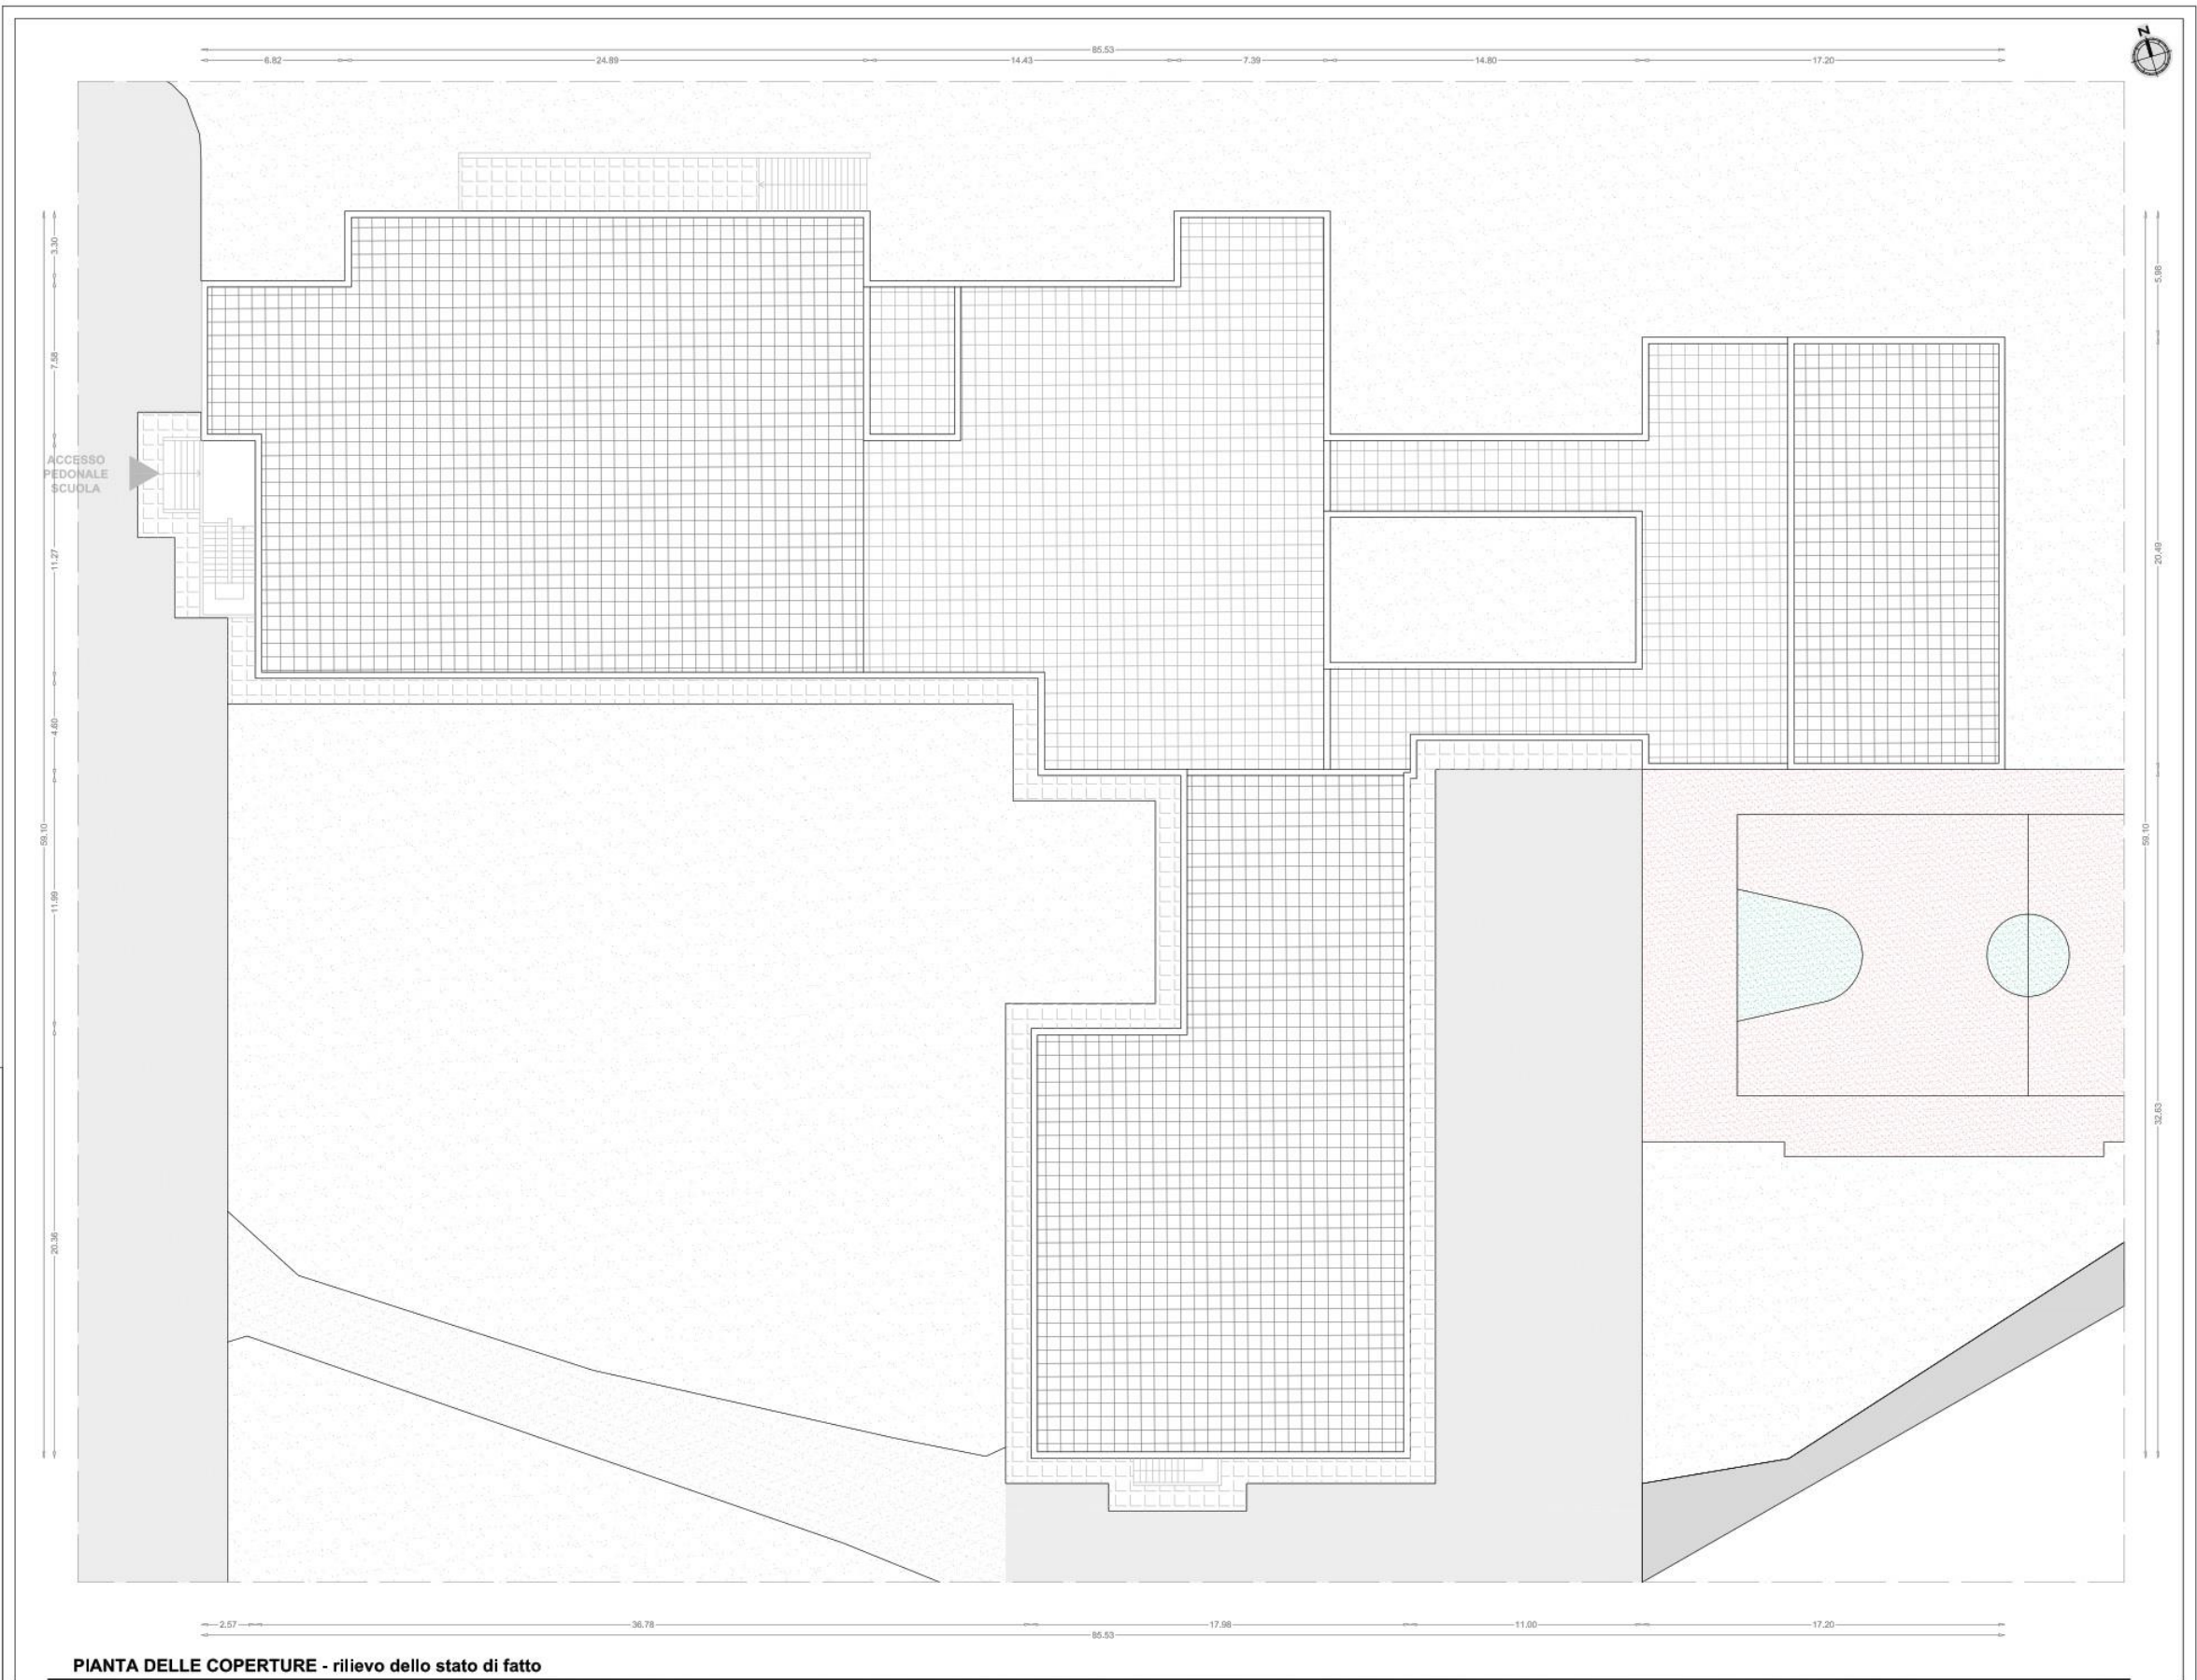 N
85.53
6.82 24.89 14.43 7.39 14.80 17.20
3.30
7.58
11.27
4.60
11.99
20.36
59.10
ACCESSO
PEDONALE
SCUOLA
5.98
20.49
32.63
59.10
2.57 36.78 17.98 11.00 17.20
85.53
PIANTA DELLE COPERTURE - rilievo dello stato di fatto